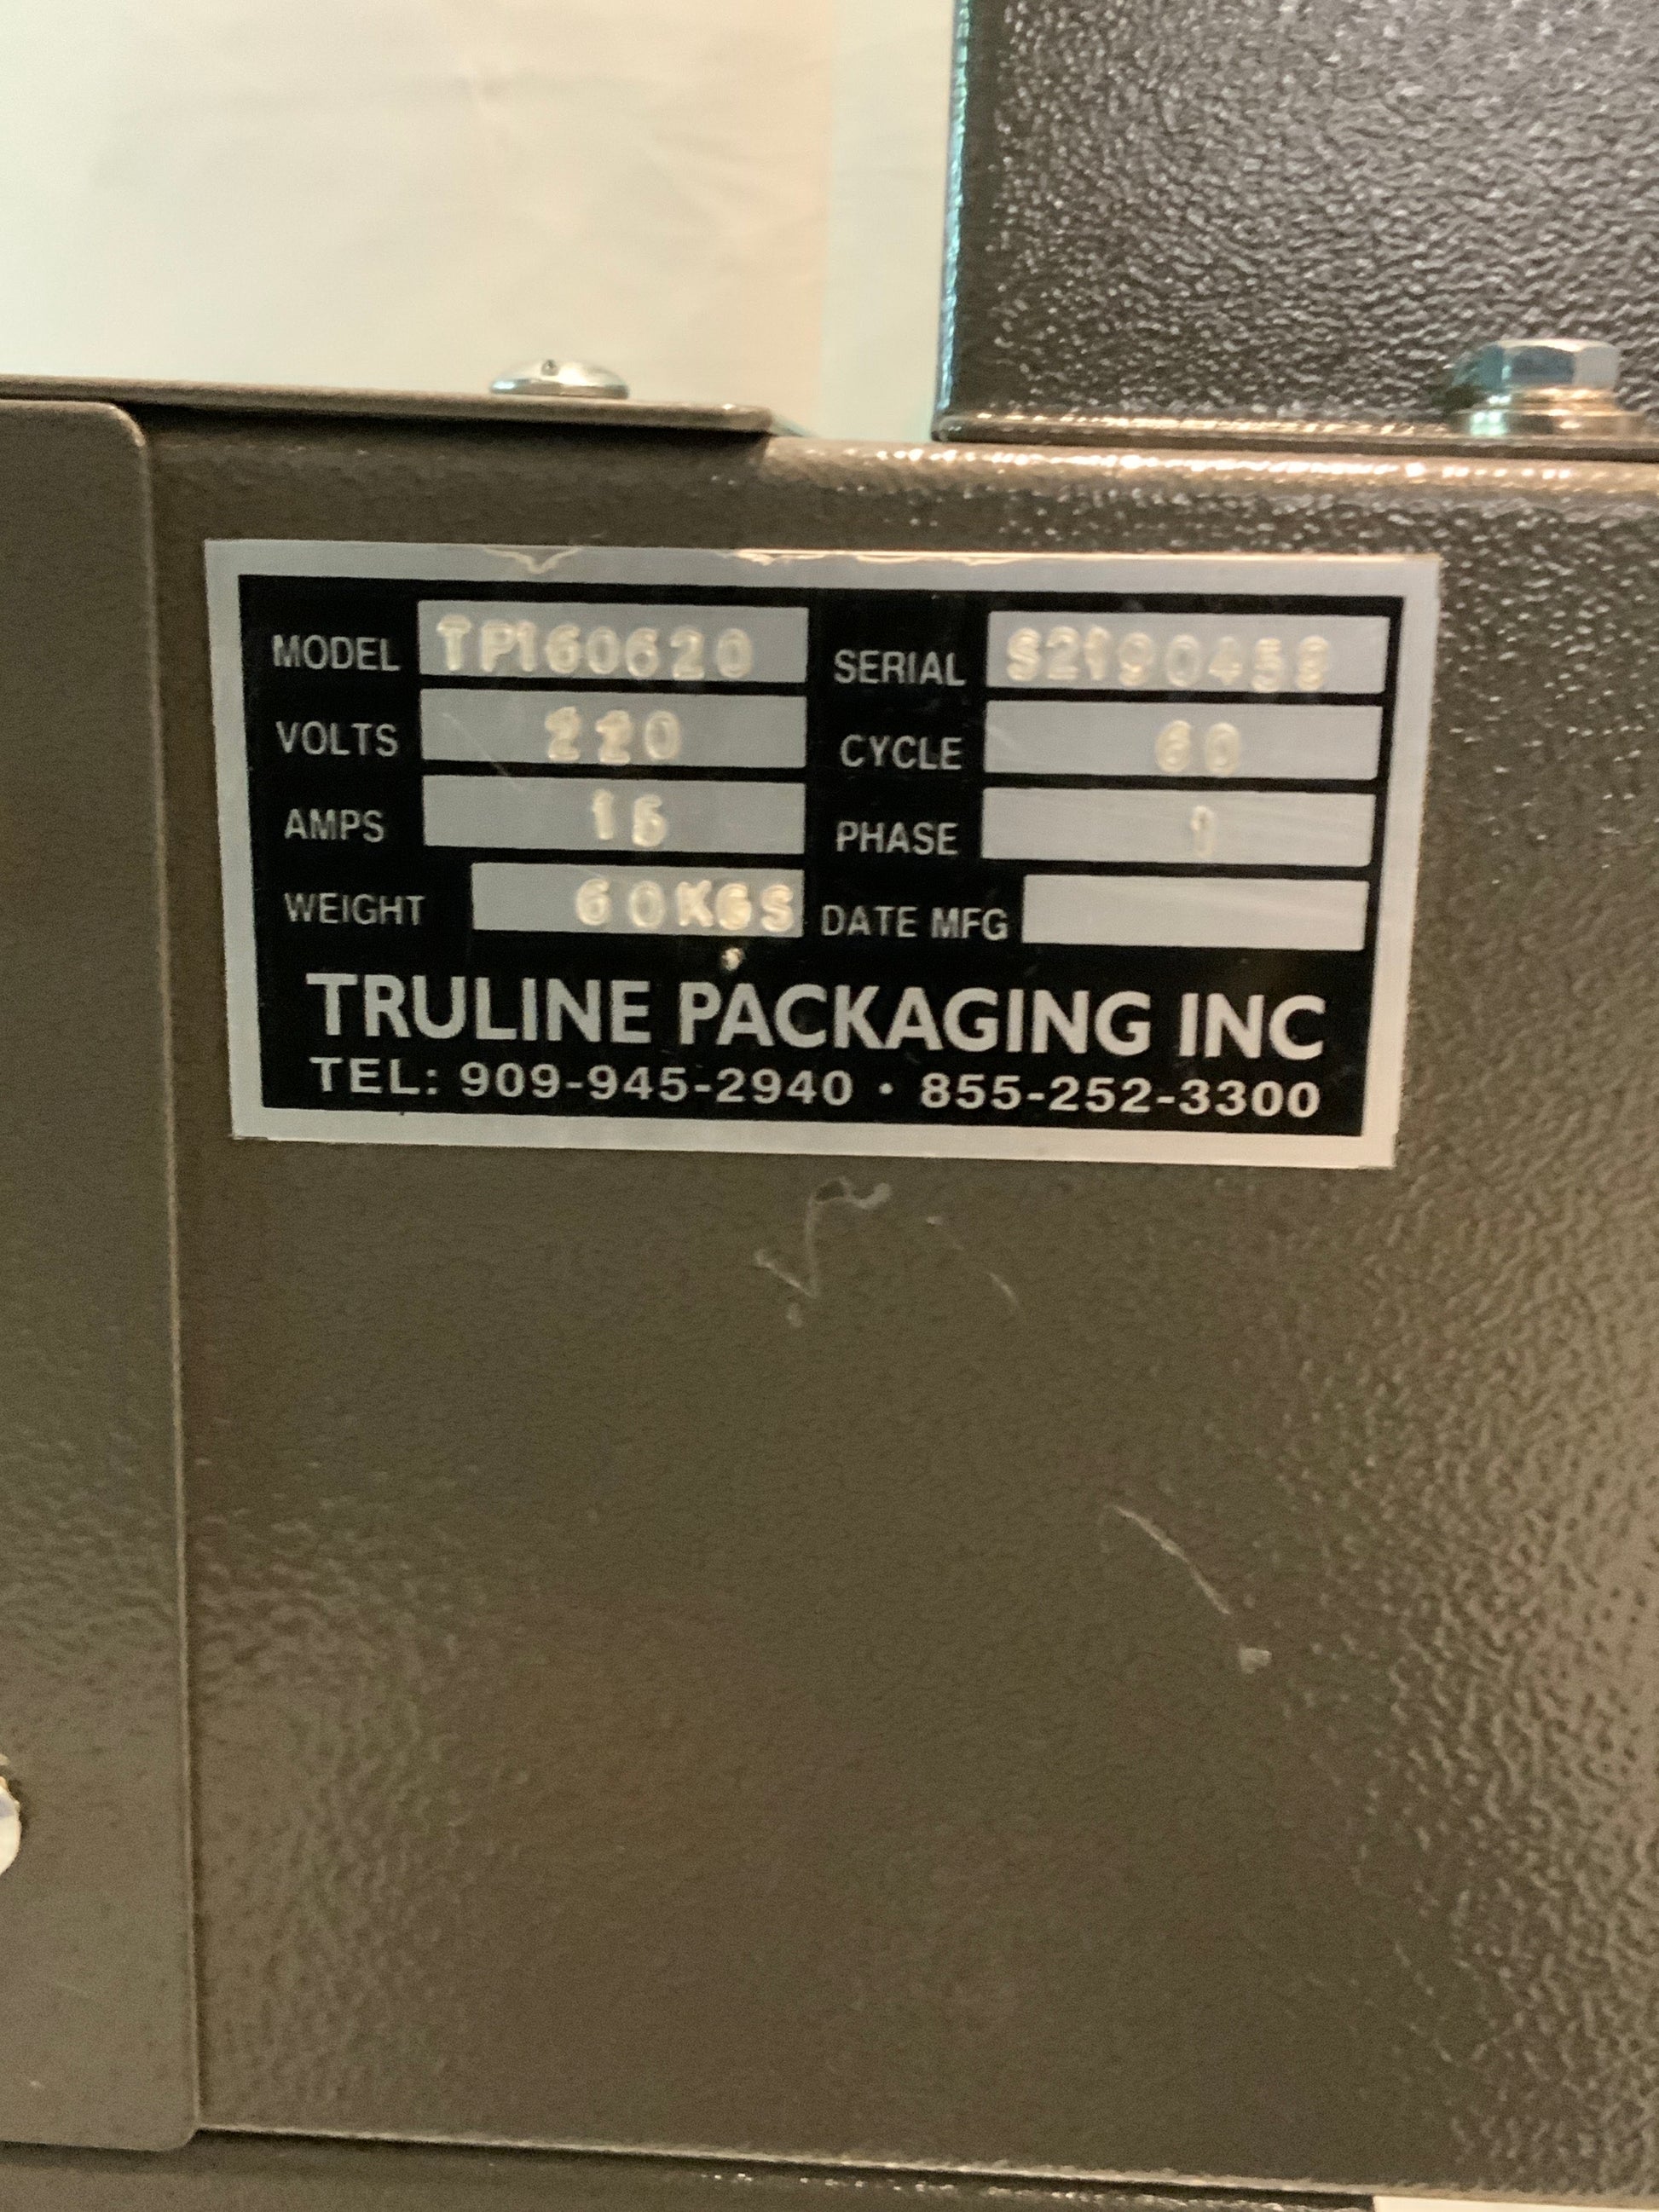 MODEL TP160620 SERIAL S2190458
VOLTS 220 CYCLE 60
AMPS 15 PHASE 1
WEIGHT 60KGS DATE MFG
TRULINE PACKAGING INC
TEL: 909-945-2940 · 855-252-3300